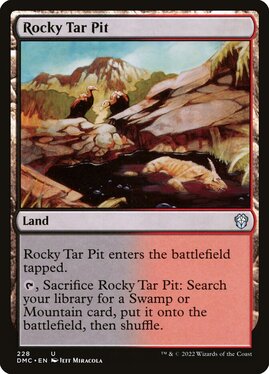 Rocky Tar Pit
Land
Rocky Tar Pit enters the battlefield
tapped.
, Sacrifice Rocky Tar Pit: Search
your library for a Swamp or
Mountain card, put it onto the
battlefield, then shuffle.
228 U
DMC • EN Jeff Miracola
™ & © 2022 Wizards of the Coast